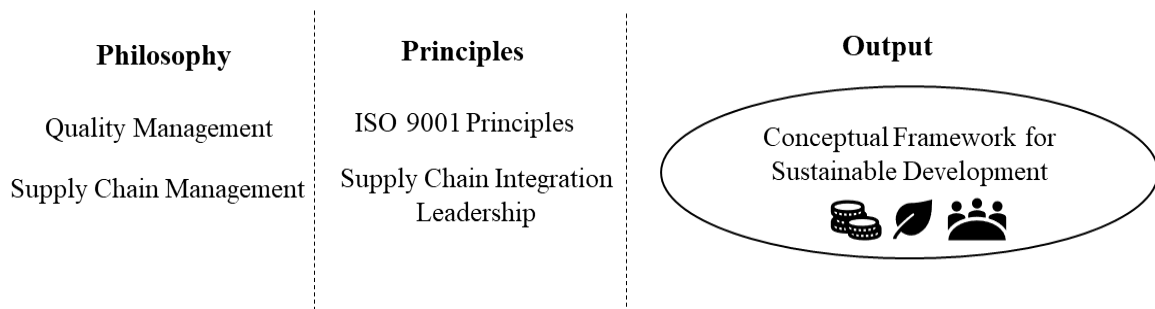 Philosophy
Quality Management
Supply Chain Management
Principles
ISO 9001 Principles
Supply Chain Integration
Leadership
Output
Conceptual Framework for
Sustainable Development